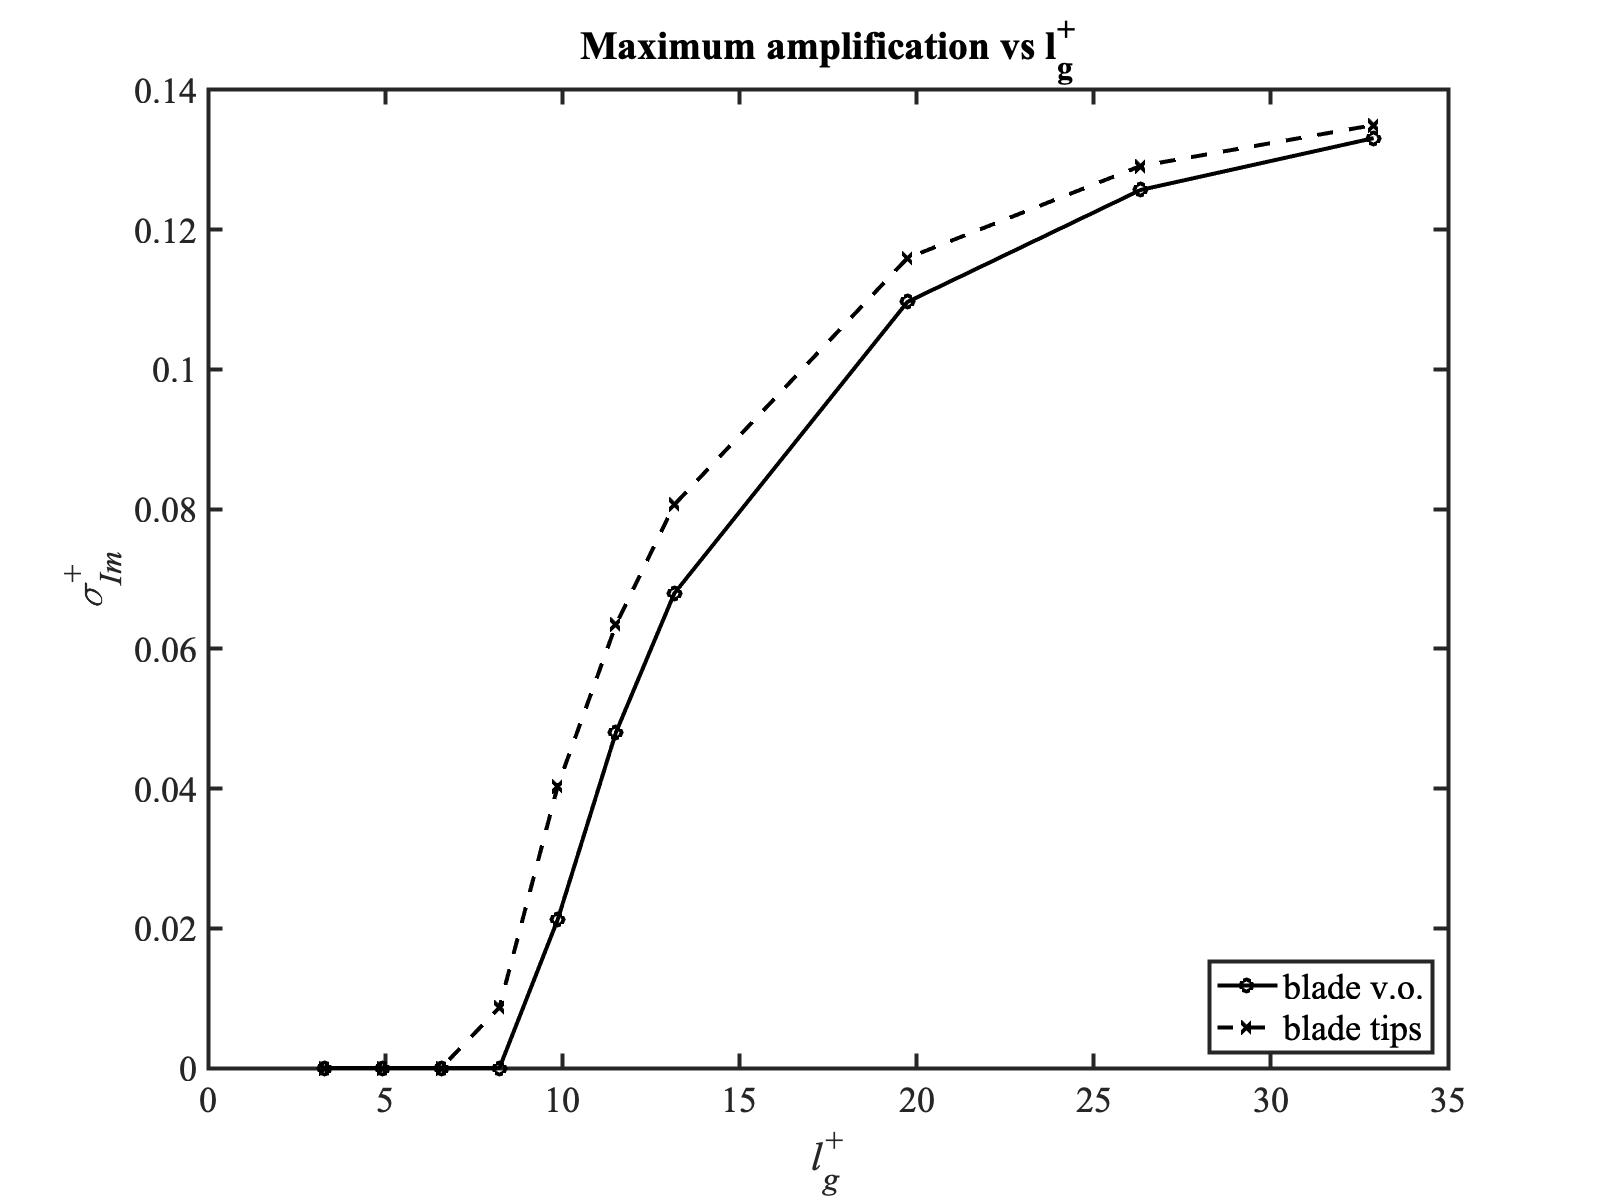 Maximum amplification vs l_g^+
0.14
0.12
0.1
0.08
0.06
0.04
0.02
0
σ_Im^+
0 5 10 15 20 25 30 35
l_g^+
blade v.o.
blade tips